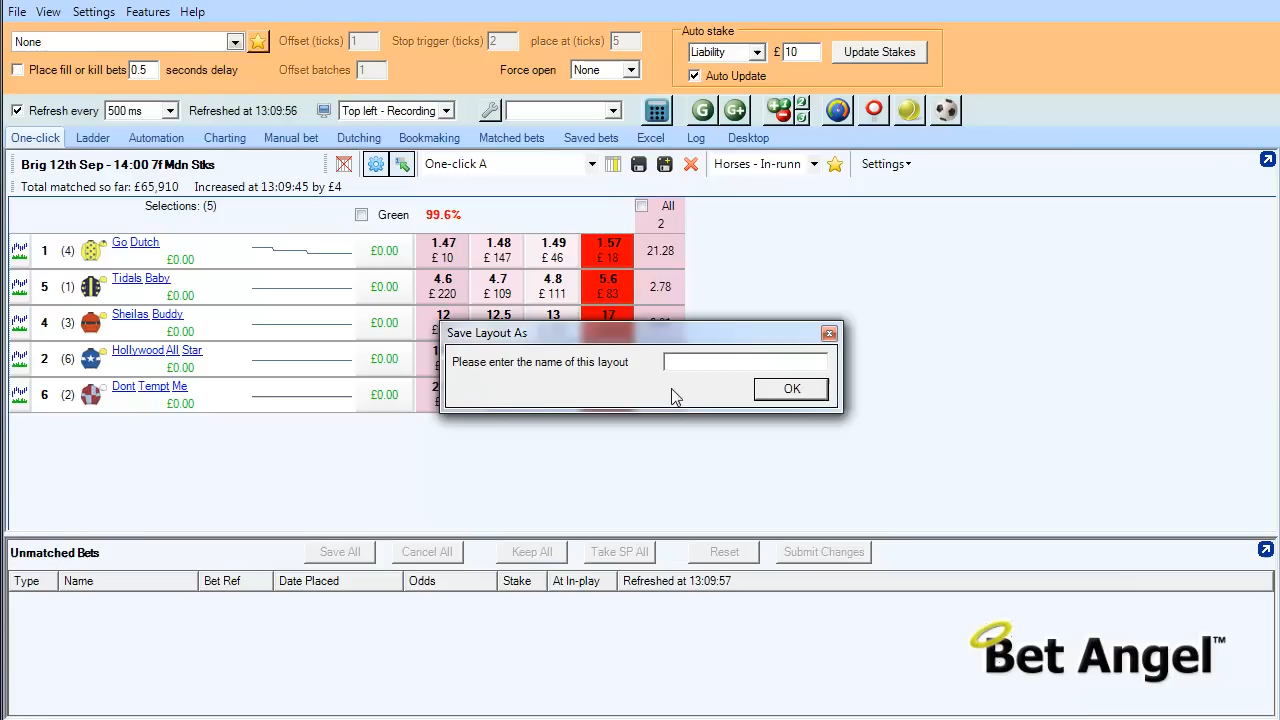 File View Settings Features Help
None Offset (ticks) 1 Stop trigger (ticks) 2 place at (ticks) 5 Auto stake
Liability £ 10 Update Stakes
Place fill or kill bets 0.5 seconds delay Offset batches 1 Force open None Auto Update
Refresh every 500 ms Refreshed at 13:09:56 Top left - Recording G G+
One-click Ladder Automation Charting Manual bet Dutching Bookmaking Matched bets Saved bets Excel Log Desktop
Brig 12th Sep - 14:00 7f Mdn Stks One-click A Horses - In-runn Settings
Total matched so far: £65,910 Increased at 13:09:45 by £4
Selections: (5) Green 99.6% All
2
1 (4) Go Dutch £0.00 £0.00 1.47 £ 10 1.48 £ 147 1.49 £ 46 1.57 £ 18 21.28
5 (1) Tidals Baby £0.00 £0.00 4.6 £ 220 4.7 £ 109 4.8 £ 111 5.6 £ 83 2.78
4 (3) Sheilas Buddy £0.00 £0.00 12 12.5 13 17
2 (6) Hollywood All Star £0.00 £0.00
6 (2) Dont Tempt Me £0.00 £0.00
Save Layout As
Please enter the name of this layout
OK
Unmatched Bets Save All Cancel All Keep All Take SP All Reset Submit Changes
Type Name Bet Ref Date Placed Odds Stake At In-play Refreshed at 13:09:57
Bet Angel™